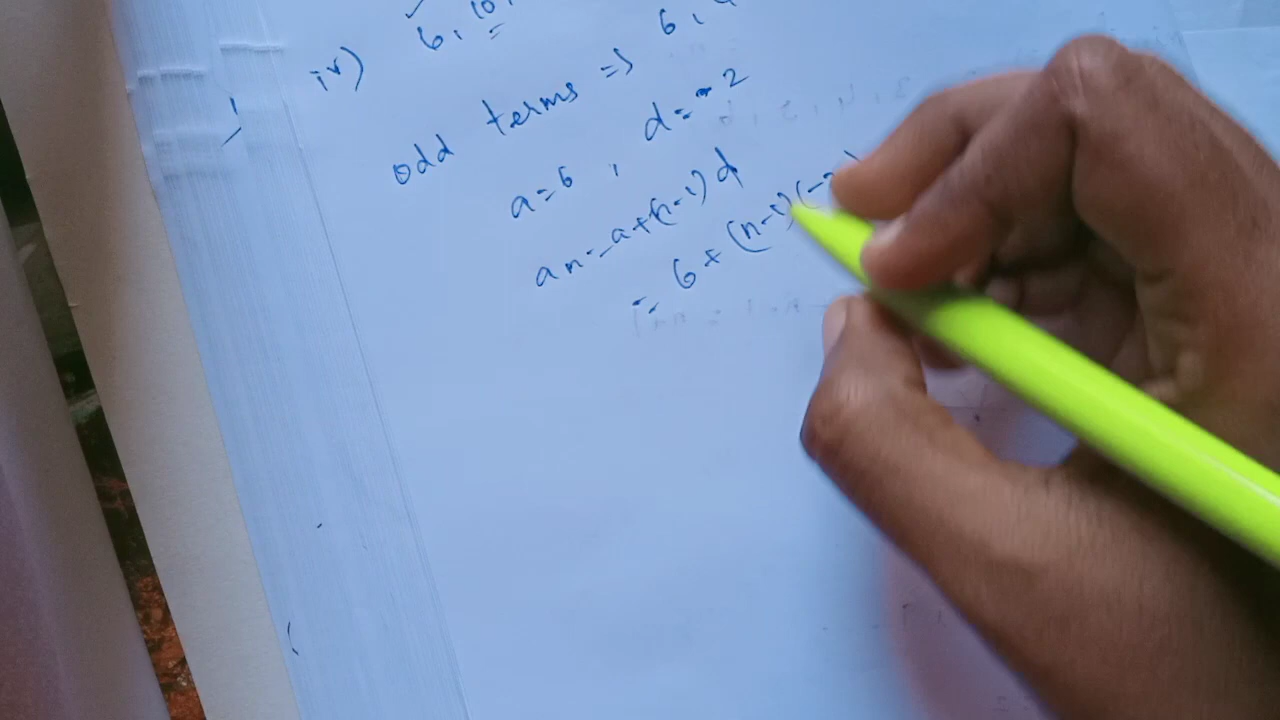 iv) 6, 10,
odd terms => 6,
a=6, d=-2
an=a+(n-1)d
= 6+(n-1)(-2